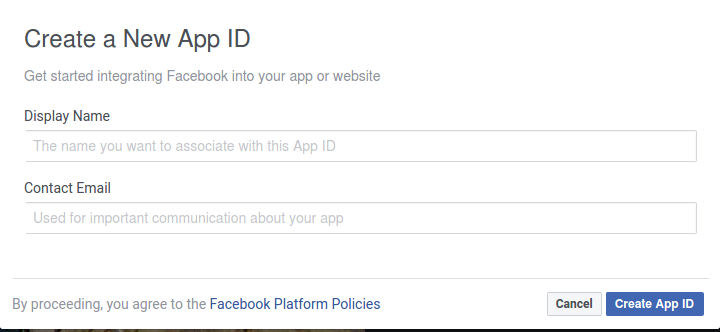 Create a New App ID
Get started integrating Facebook into your app or website
Display Name
The name you want to associate with this App ID
Contact Email
Used for important communication about your app
By proceeding, you agree to the Facebook Platform Policies
Cancel
Create App ID